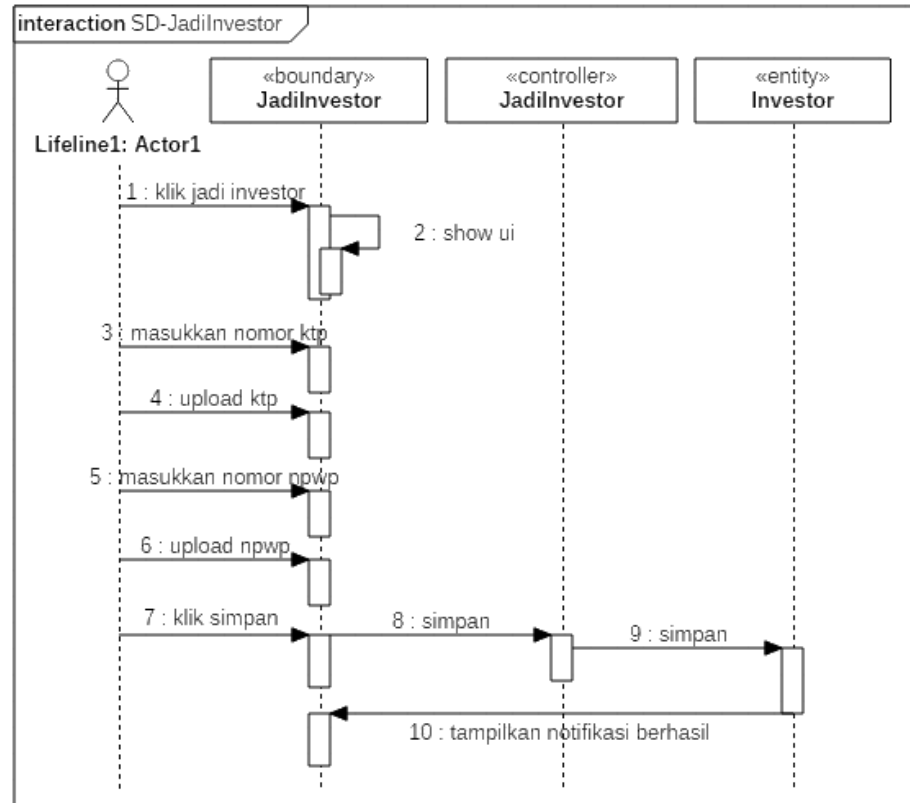 interaction SD-JadiInvestor
«boundary»
JadiInvestor
«controller»
JadiInvestor
«entity»
Investor
Lifeline1: Actor1
1 : klik jadi investor
2 : show ui
3 : masukkan nomor ktp
4 : upload ktp
5 : masukkan nomor npwp
6 : upload npwp
7 : klik simpan
8 : simpan
9 : simpan
10 : tampilkan notifikasi berhasil